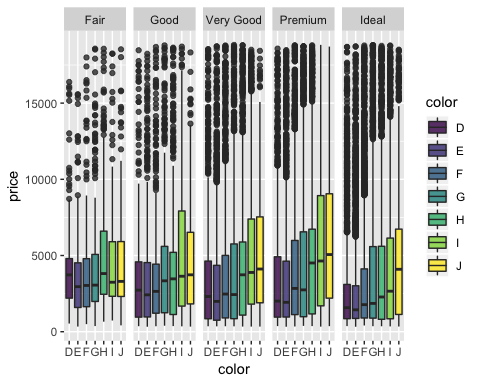 Fair Good Very Good Premium Ideal
15000
10000
5000
0
price
DEFGHIJ DEFGHIJ DEFGHIJ DEFGHIJ DEFGHIJ
color
color
D
E
F
G
H
I
J